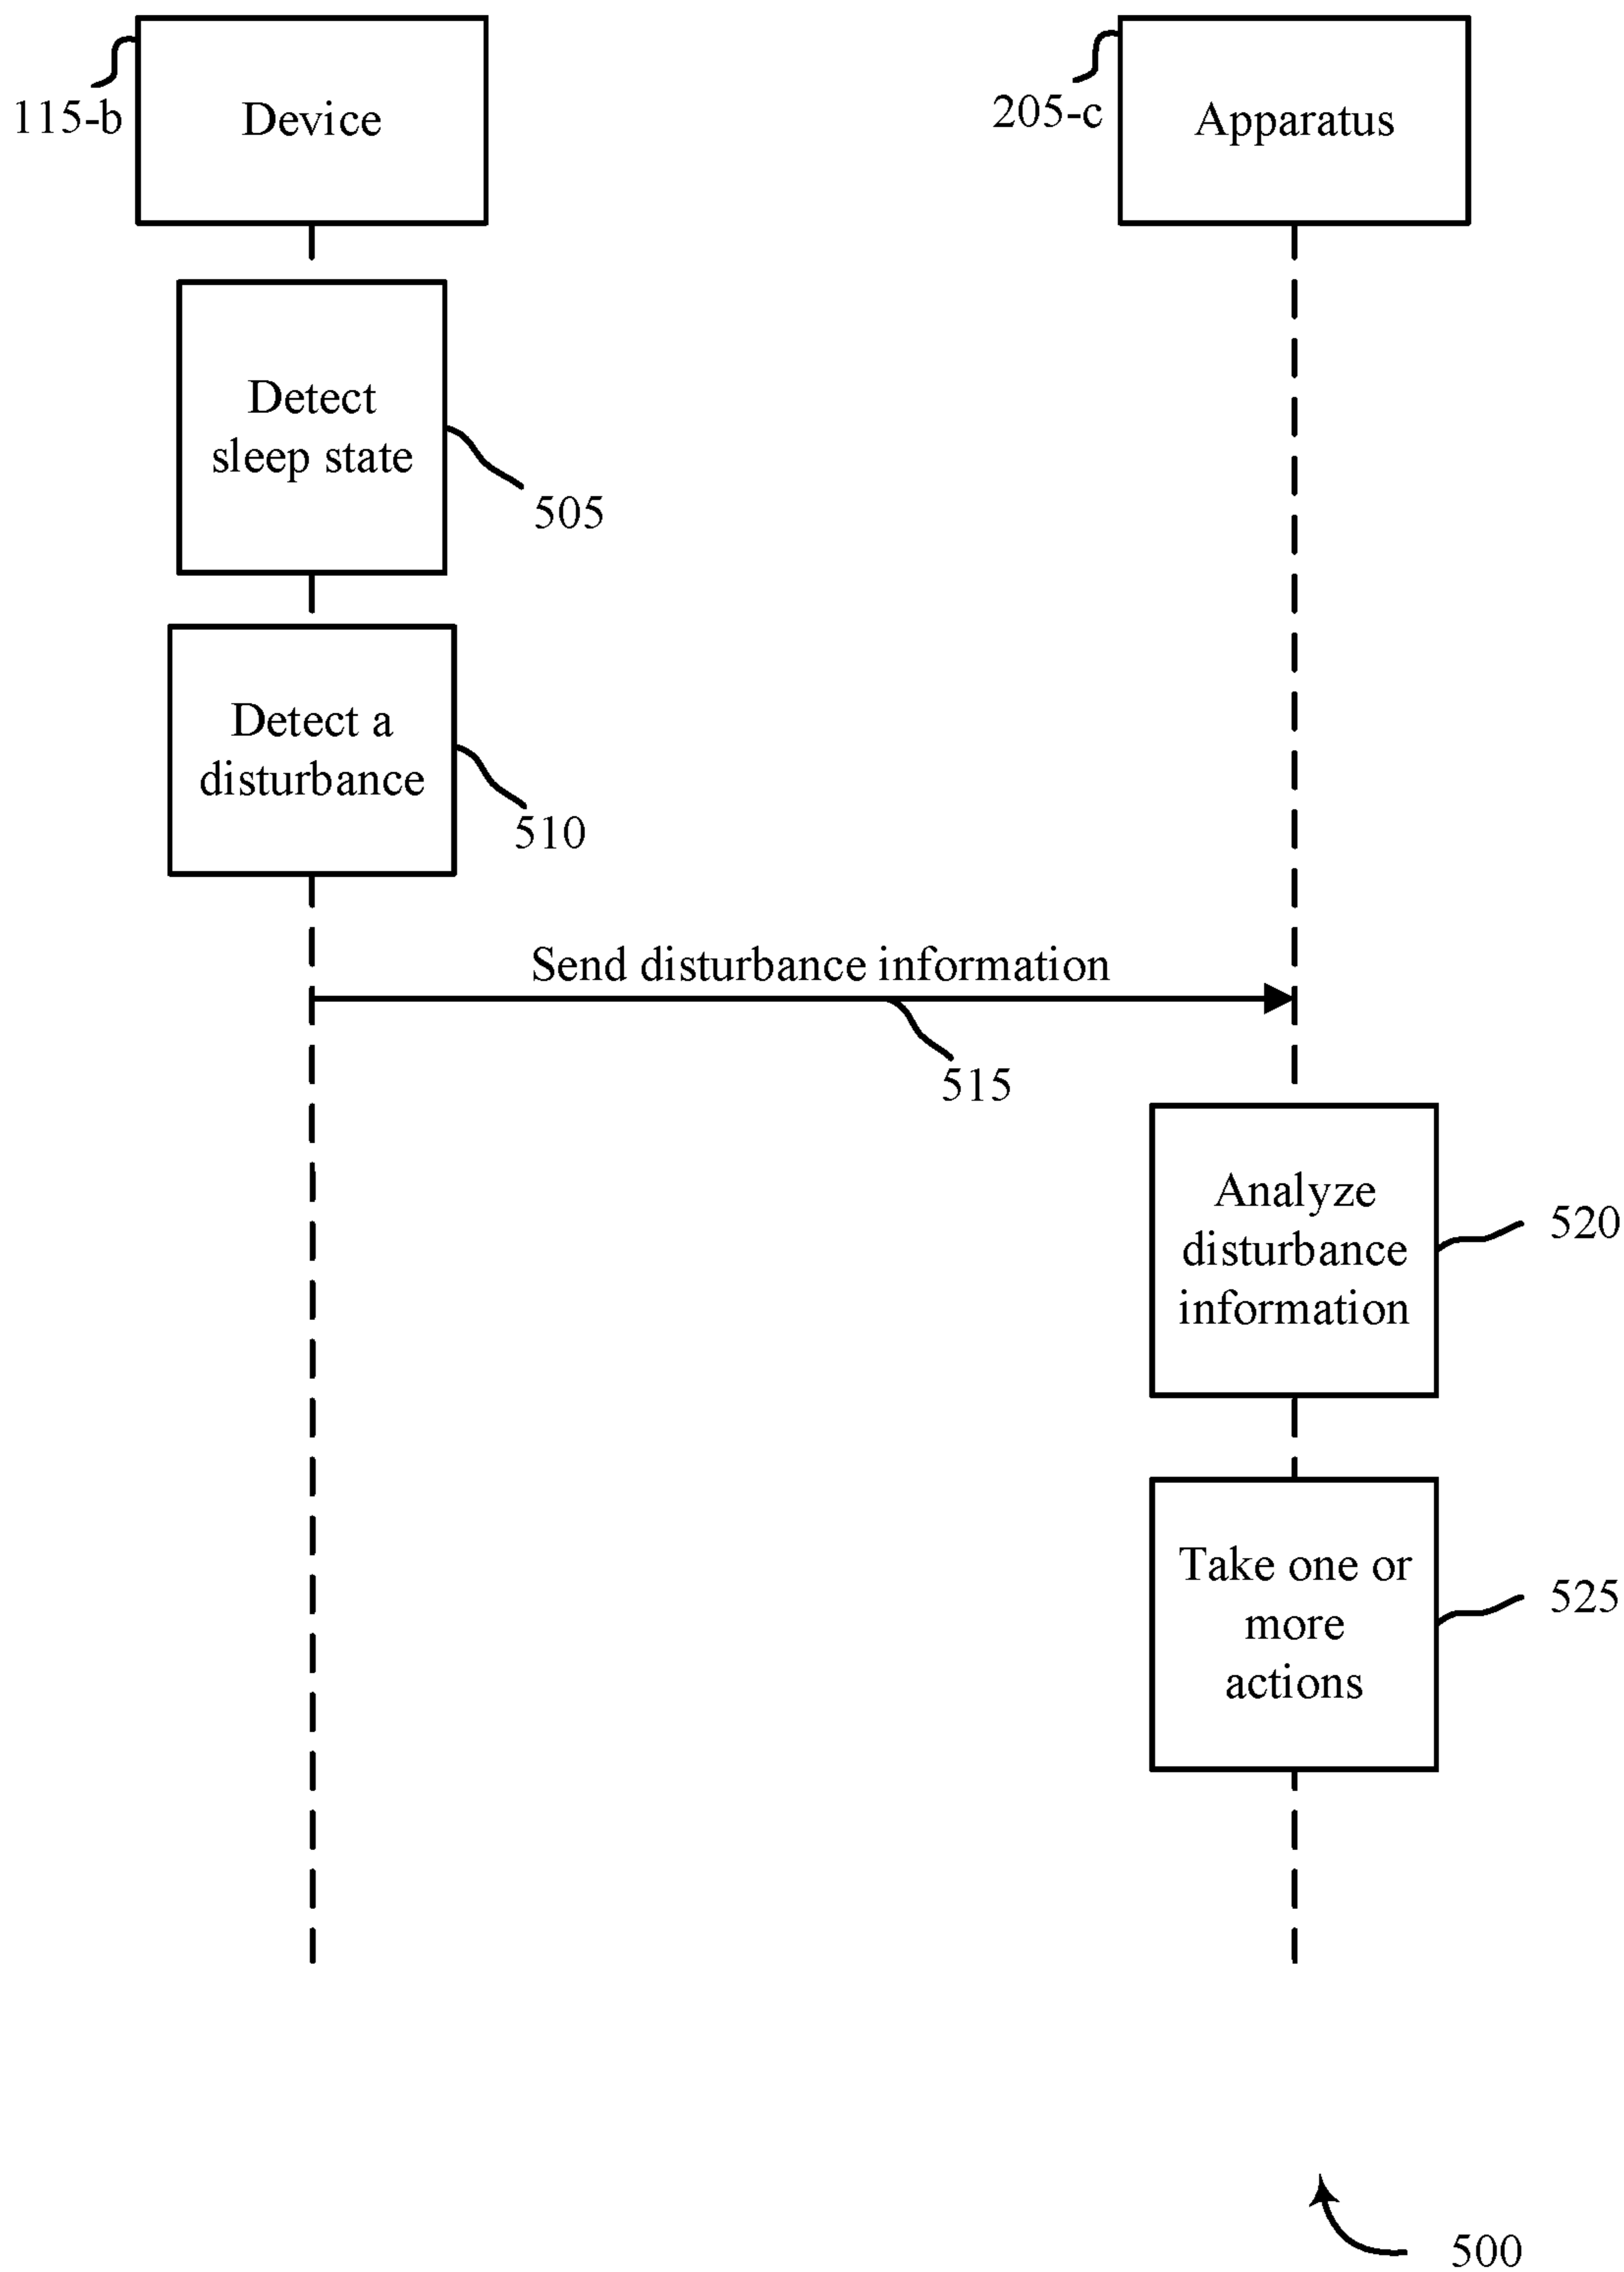 115-b
Device
205-c
Apparatus
Detect
sleep state
505
Detect a
disturbance
510
Send disturbance information
515
Analyze
disturbance
information
520
Take one or
more
actions
525
500